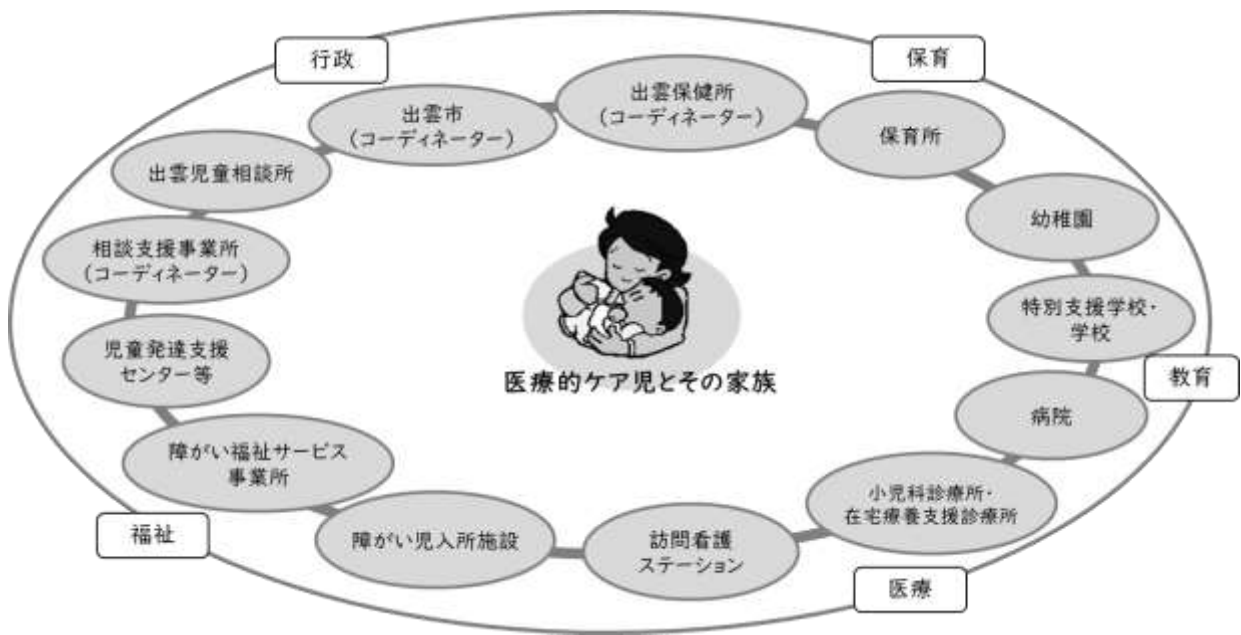 行政
保育
出雲保健所
(コーディネーター)
出雲市
(コーディネーター)
保育所
出雲児童相談所
幼稚園
相談支援事業所
(コーディネーター)
特別支援学校・
学校
児童発達支援
センター等
教育
医療的ケア児とその家族
病院
障がい福祉サービス
事業所
小児科診療所・
在宅療養支援診療所
福祉
障がい児入所施設
訪問看護
ステーション
医療